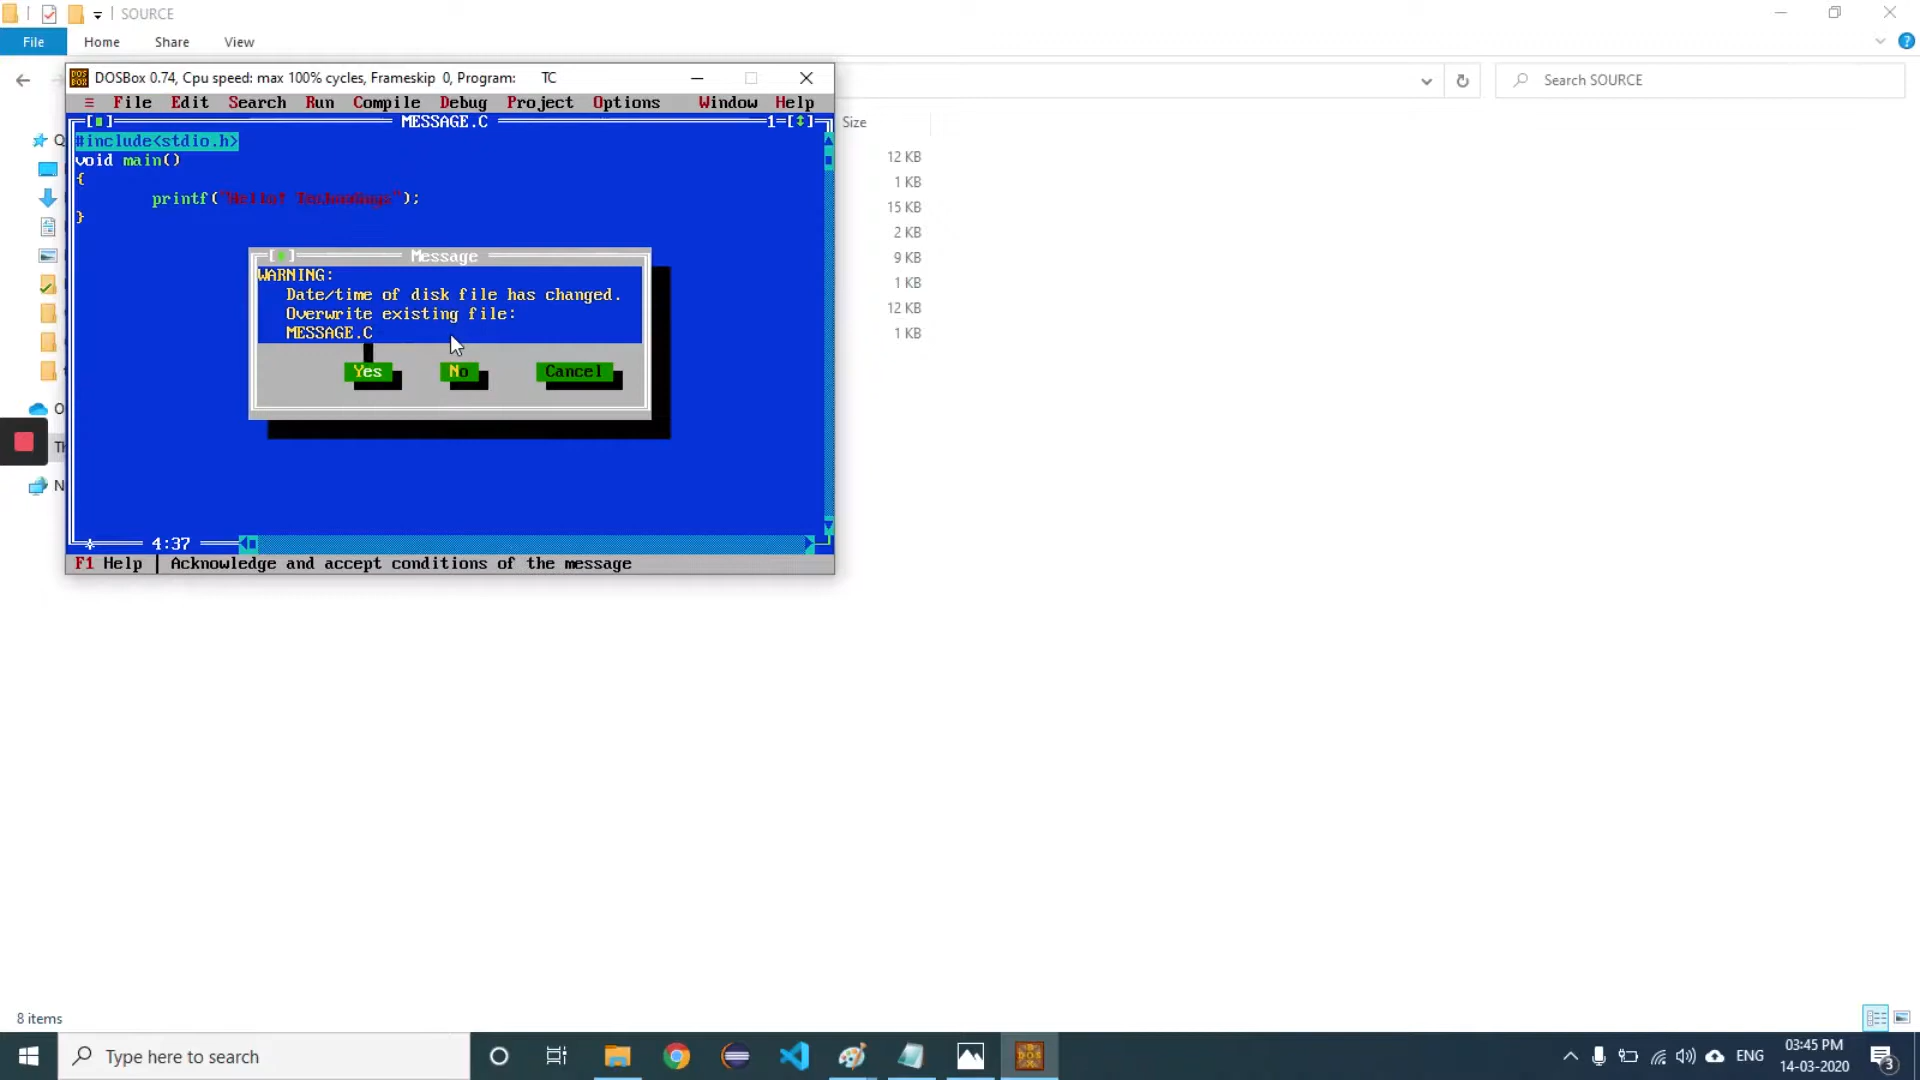 SOURCE
File Home Share View
DOSBox 0.74, Cpu speed: max 100% cycles, Frameskip 0, Program: TC
Search SOURCE
File Edit Search Run Compile Debug Project Options Window Help
MESSAGE.C 1
Size
#include<stdio.h>
void main()
{
printf(" ");
}
12 KB
1 KB
15 KB
2 KB
9 KB
1 KB
12 KB
1 KB
Message
WARNING:
Date/time of disk file has changed.
Overwrite existing file:
MESSAGE.C
Yes No Cancel
4:37
F1 Help | Acknowledge and accept conditions of the message
8 items
Type here to search
ENG
03:45 PM
14-03-2020
3